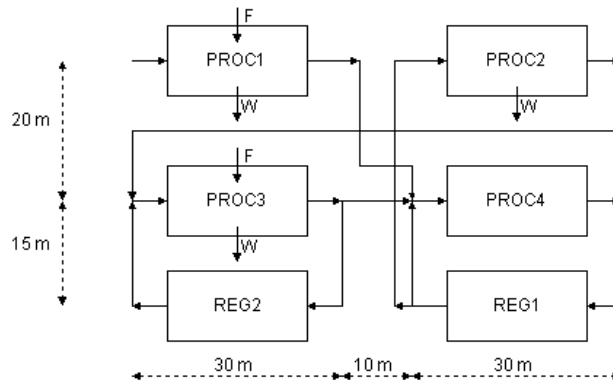 F
PROC1
PROC2
W
W
20 m
F
PROC3
PROC4
W
15 m
REG2
REG1
30 m
10 m
30 m